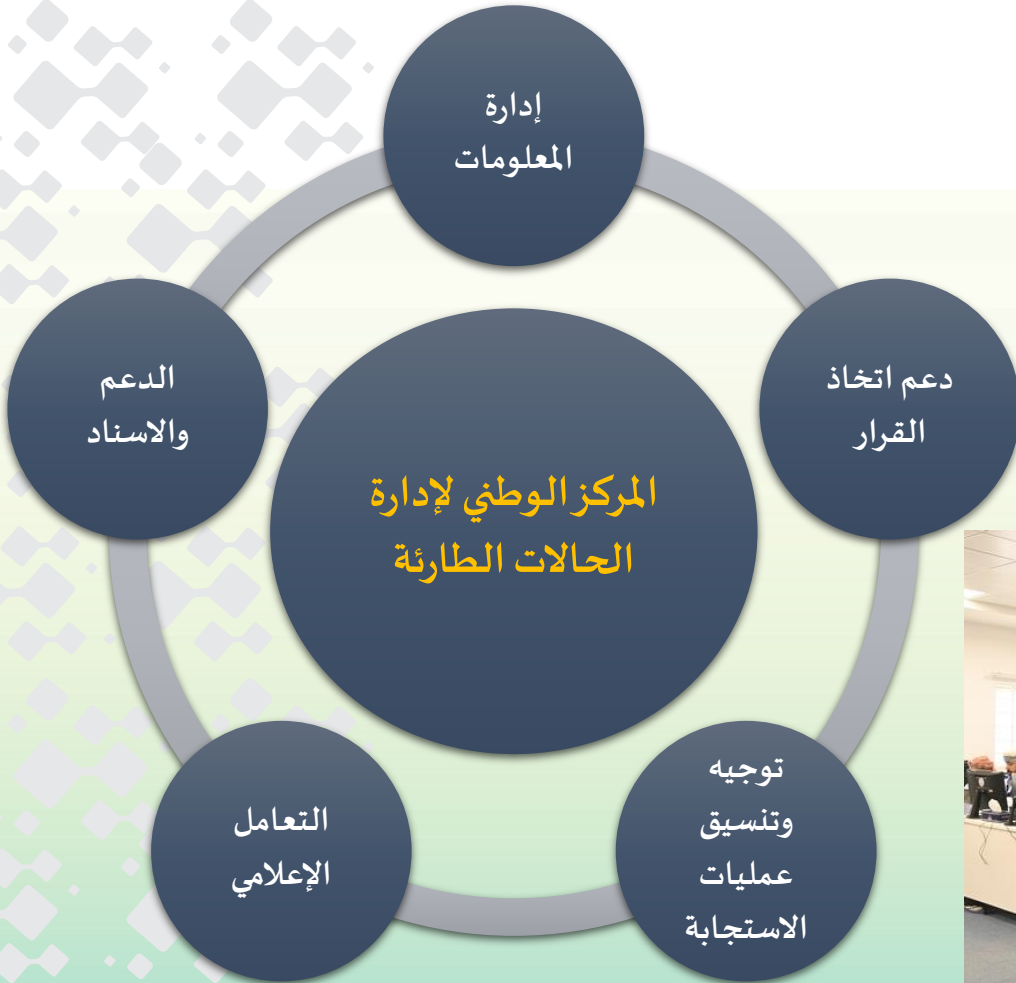 إدارة
المعلومات
دعم اتخاذ
القرار
توجيه
وتنسيق
عمليات
الاستجابة
التعامل
الإعلامي
الدعم
والاسناد
المركز الوطني لإدارة
الحالات الطارئة